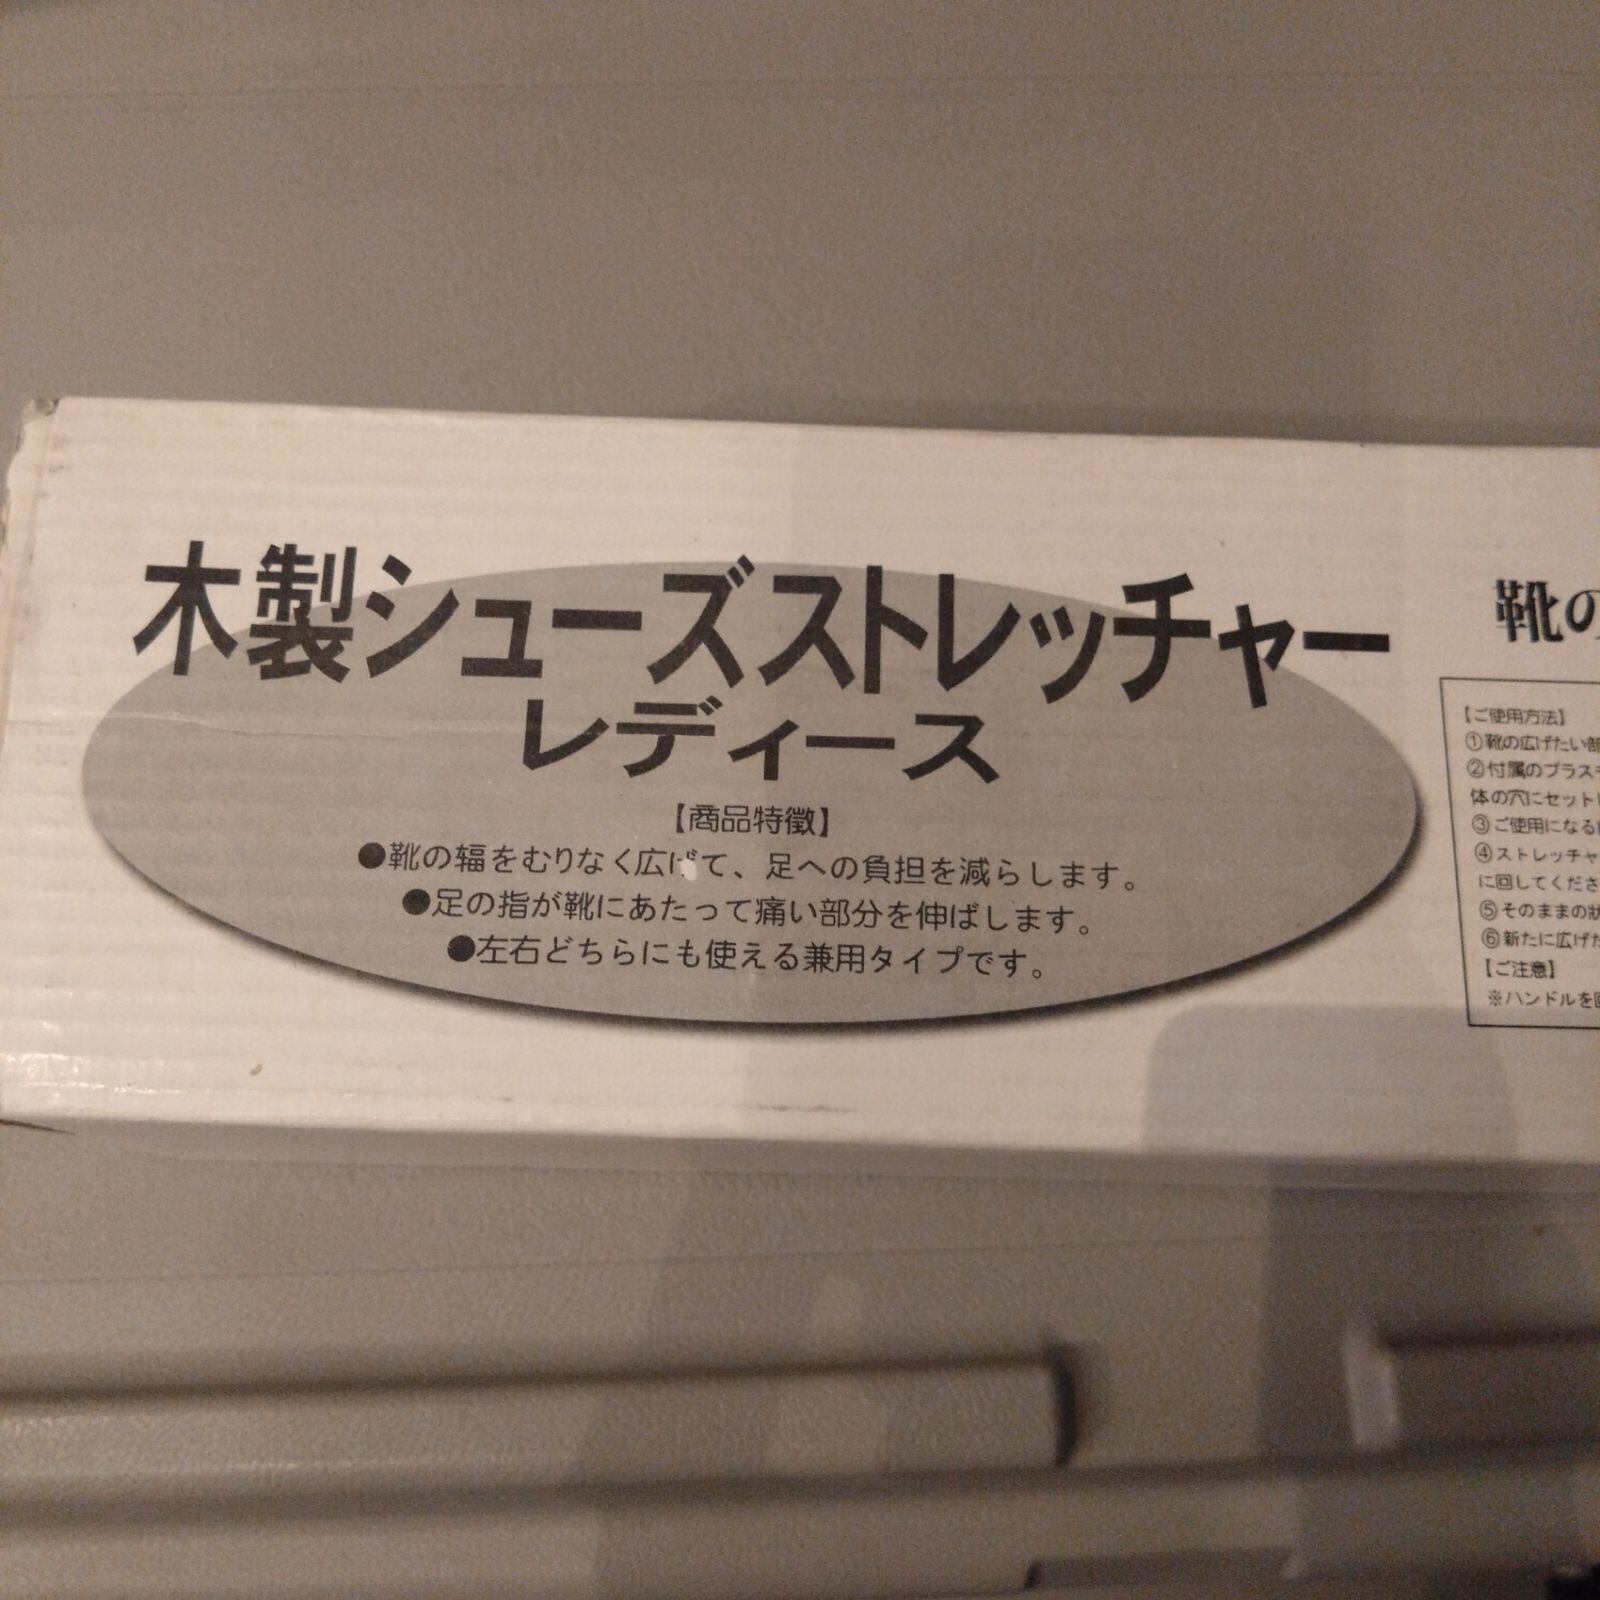 木製シューズストレッチャー
レディース
【商品特徴】
●靴の辐をむりなく広げて、足への負担を減らします。
●足の指が靴にあたって痛い部分を伸ばします。
●左右どちらにも使える兼用タイプです。
靴の
【ご使用方法】
①靴の広げたい部
②付属のプラスチ
体の穴にセット
③ご使用になる
④ストレッチャ
に回してくださ
⑤そのままの状
⑥新たに広げた
【ご注意】
※ハンドルを回